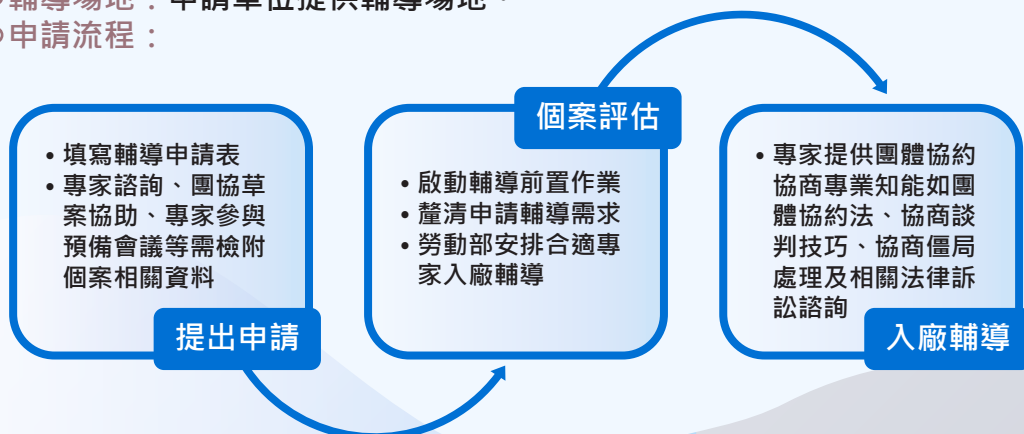 輔導場地：申請單位提供輔導場地。
申請流程：
• 填寫輔導申請表
• 專家諮詢、團協草
案協助、專家參與
預備會議等需檢附
個案相關資料
提出申請
個案評估
• 啟動輔導前置作業
• 釐清申請輔導需求
• 勞動部安排合適專
家入廠輔導
• 專家提供團體協約
協商專業知能如團
體協約法、協商談
判技巧、協商僵局
處理及相關法律訴
訟諮詢
入廠輔導